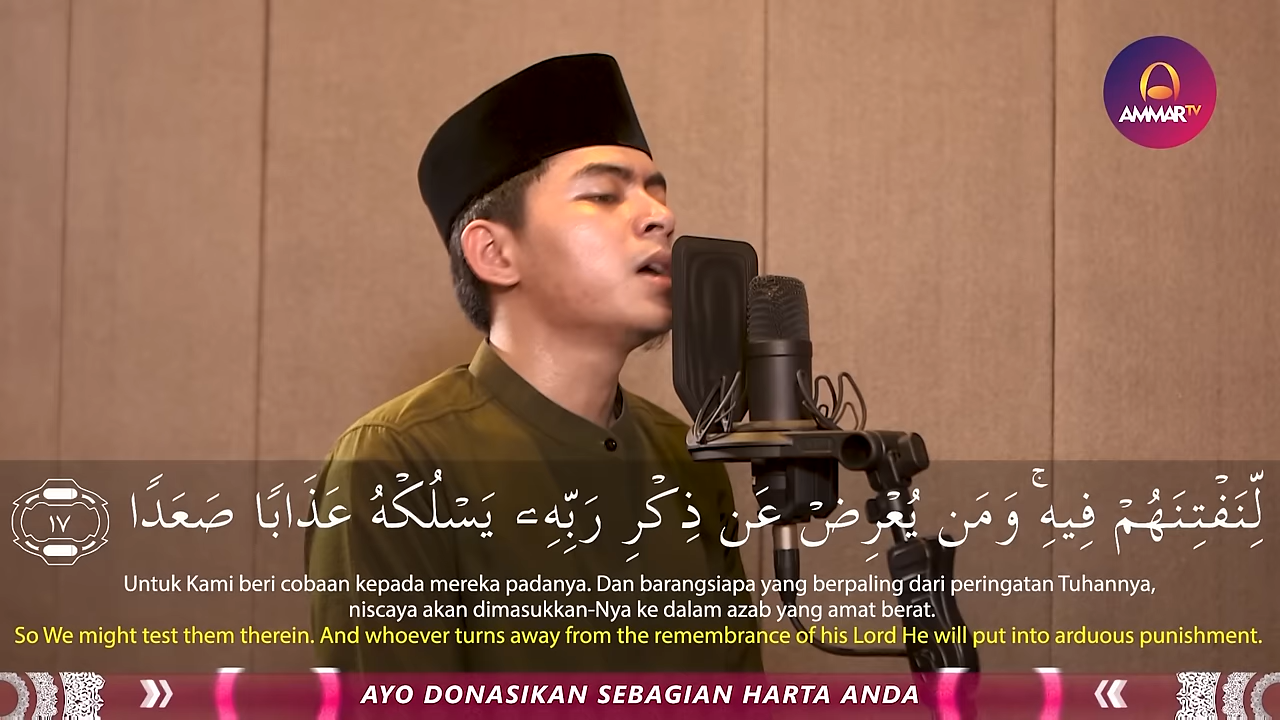 AMMARTV
لِّنَفْتِنَهُمْ فِيهِ ۚ وَمَن يُعْرِضْ عَن ذِكْرِ رَبِّهِۦ يَسْلُكْهُ عَذَابًا صَعَدًا ١٧
Untuk Kami beri cobaan kepada mereka padanya. Dan barangsiapa yang berpaling dari peringatan Tuhannya,
niscaya akan dimasukkan-Nya ke dalam azab yang amat berat.
So We might test them therein. And whoever turns away from the remembrance of his Lord He will put into arduous punishment.
AYO DONASIKAN SEBAGIAN HARTA ANDA